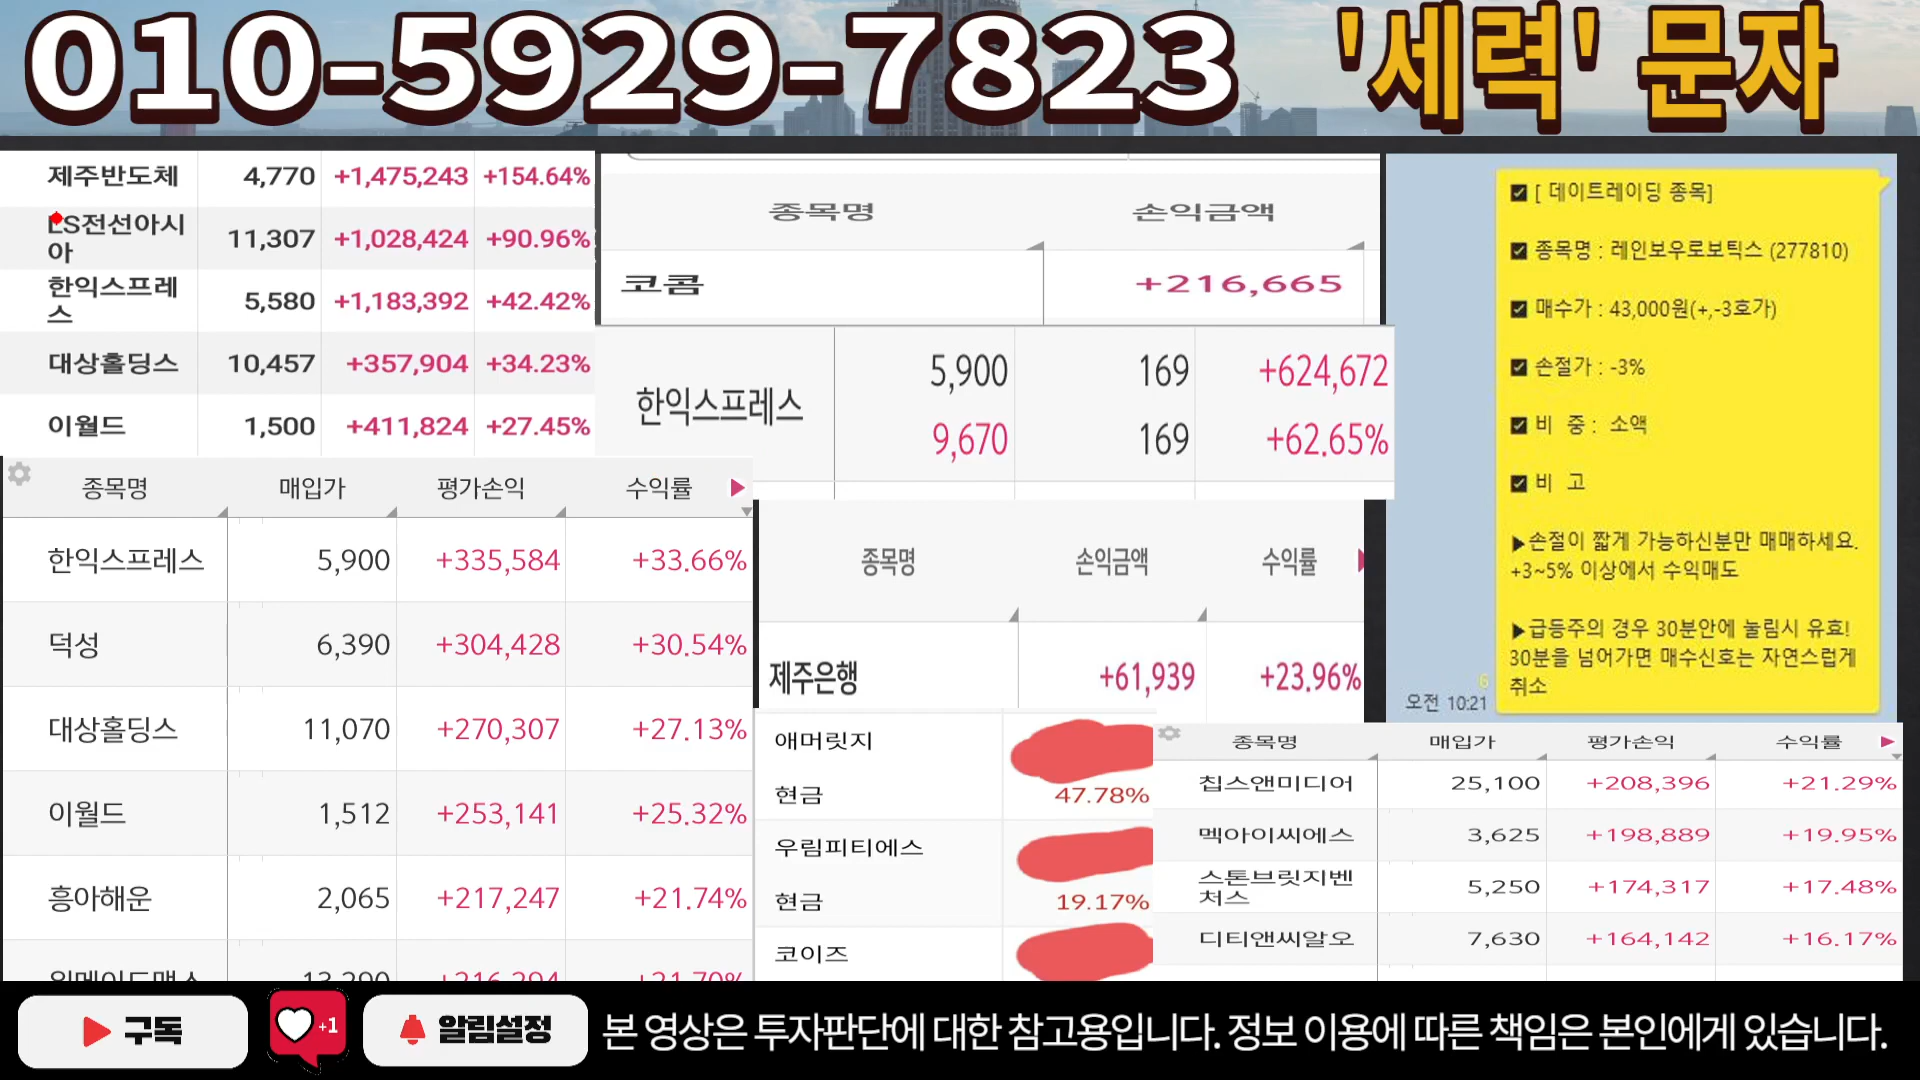 010-5929-7823 '세력' 문자
제주반도체 4,770 +1,475,243 +154.64%
LS전선아시아 11,307 +1,028,424 +90.96%
한익스프레스 5,580 +1,183,392 +42.42%
대상홀딩스 10,457 +357,904 +34.23%
이월드 1,500 +411,824 +27.45%
종목명 매입가 평가손익 수익률
한익스프레스 5,900 +335,584 +33.66%
덕성 6,390 +304,428 +30.54%
대상홀딩스 11,070 +270,307 +27.13%
이월드 1,512 +253,141 +25.32%
흥아해운 2,065 +217,247 +21.74%
종목명 손익금액
코콤 +216,665
한익스프레스 5,900 169 +624,672
9,670 169 +62.65%
종목명 손익금액 수익률
제주은행 +61,939 +23.96%
애머릿지
현금 47.78%
우림피티에스
현금 19.17%
코이즈
[ 데이트레이딩 종목]
종목명 : 레인보우로보틱스 (277810)
매수가 : 43,000원(+,-3호가)
손절가 : -3%
비 중 : 소액
비 고
▶손절이 짧게 가능하신분만 매매하세요.
+3~5% 이상에서 수익매도
▶급등주의 경우 30분안에 눌림시 유효!
30분을 넘어가면 매수신호는 자연스럽게
취소
6
오전 10:21
종목명 매입가 평가손익 수익률
칩스앤미디어 25,100 +208,396 +21.29%
멕아이씨에스 3,625 +198,889 +19.95%
스톤브릿지벤처스 5,250 +174,317 +17.48%
디티앤씨알오 7,630 +164,142 +16.17%
구독 +1 알림설정 본 영상은 투자판단에 대한 참고용입니다. 정보 이용에 따른 책임은 본인에게 있습니다.